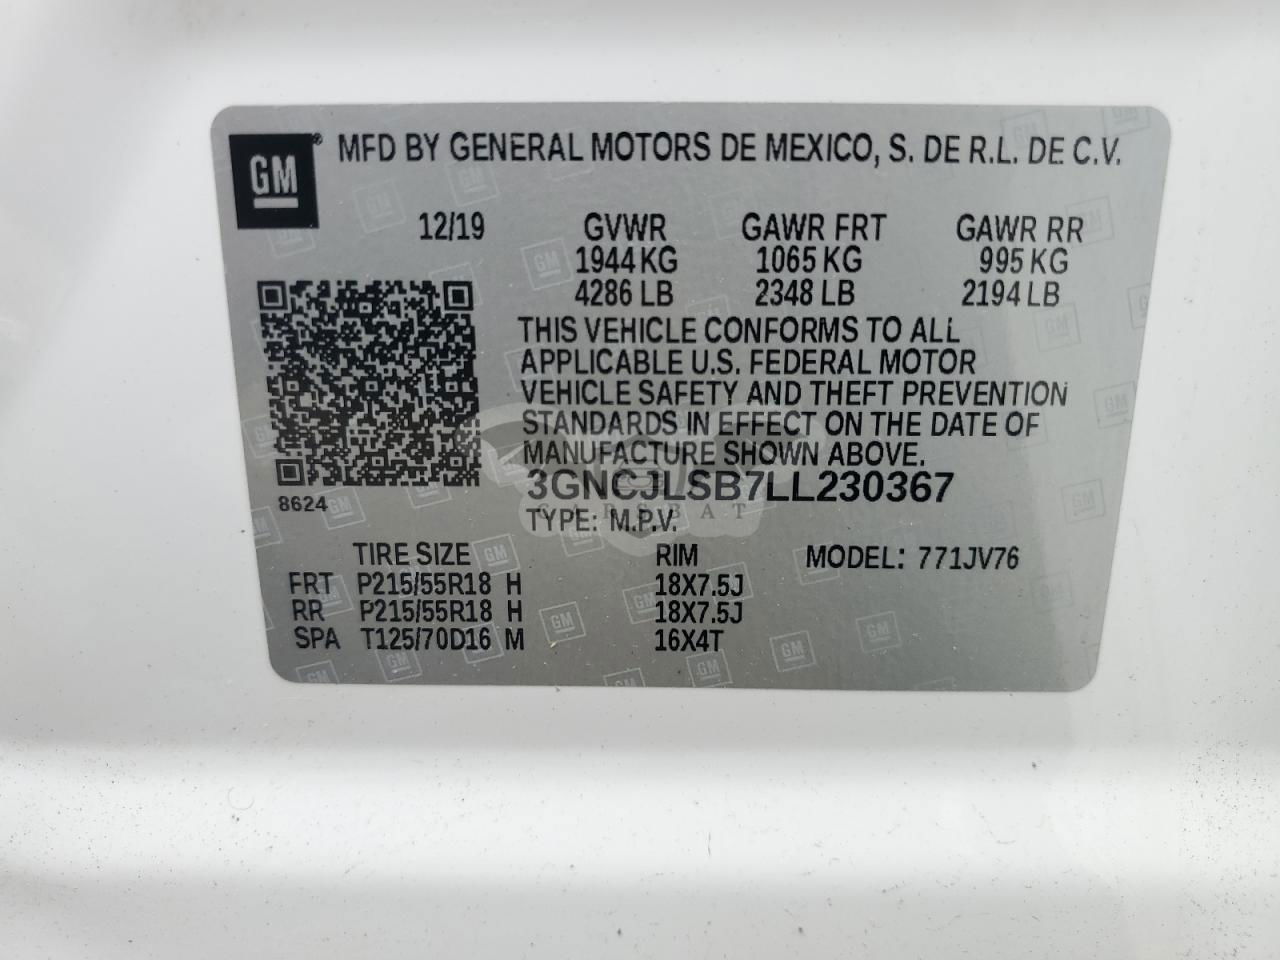 GM ® MFD BY GENERAL MOTORS DE MEXICO, S. DE R.L. DE C.V.
12/19 GVWR GAWR FRT GAWR RR
1944 KG 1065 KG 995 KG
4286 LB 2348 LB 2194 LB
THIS VEHICLE CONFORMS TO ALL
APPLICABLE U.S. FEDERAL MOTOR
VEHICLE SAFETY AND THEFT PREVENTION
STANDARDS IN EFFECT ON THE DATE OF
MANUFACTURE SHOWN ABOVE.
3GNCJLSB7LL230367
8624
TYPE: M.P.V.
CARSBAT
TIRE SIZE RIM MODEL: 771JV76
FRT P215/55R18 H 18X7.5J
RR P215/55R18 H 18X7.5J
SPA T125/70D16 M 16X4T